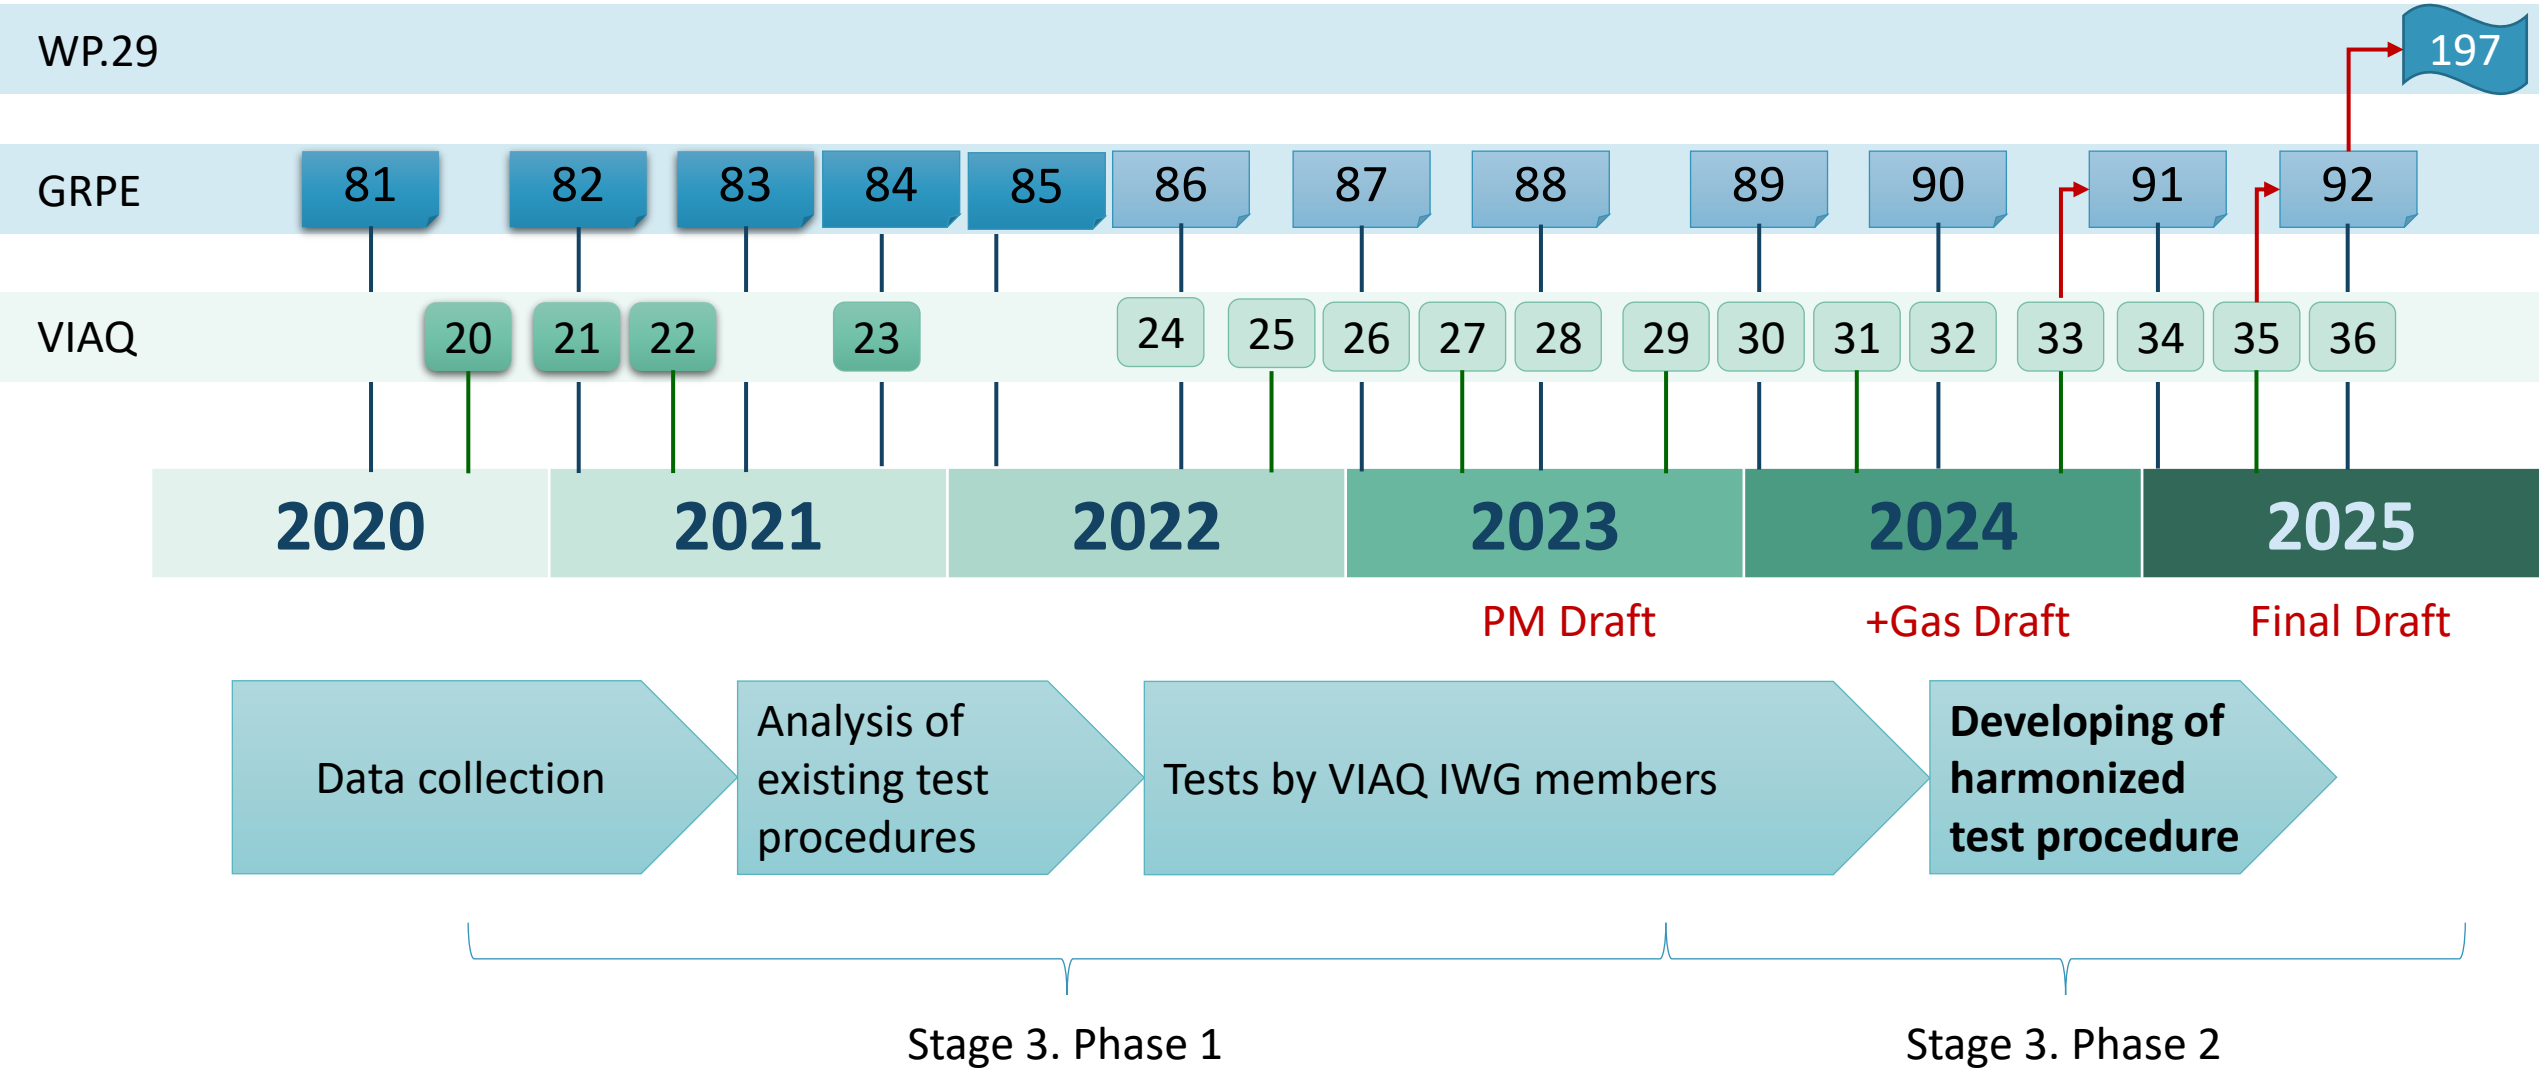 WP.29
197
GRPE
81
82
83
84
85
86
87
88
89
90
91
92
VIAQ
20
21
22
23
24
25
26
27
28
29
30
31
32
33
34
35
36
2020
2021
2022
2023
2024
2025
PM Draft
+Gas Draft
Final Draft
Data collection
Analysis of
existing test
procedures
Tests by VIAQ IWG members
Developing of
harmonized
test procedure
Stage 3. Phase 1
Stage 3. Phase 2